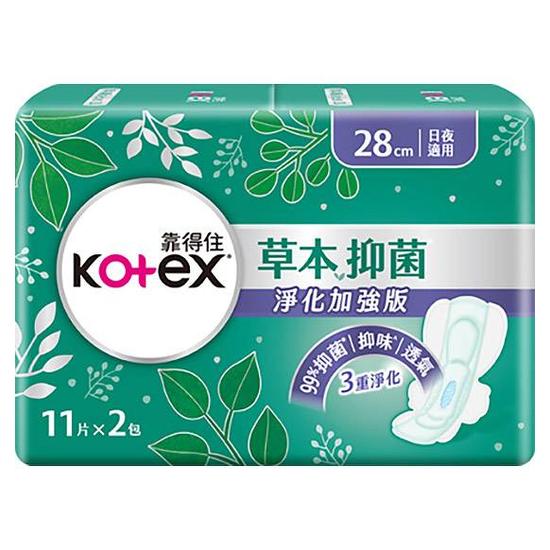 28cm
日夜
適用
靠得住
Kotex®
草本抑菌
淨化加強版
99%抑菌*|抑味*|透氣
3重淨化
11片×2包